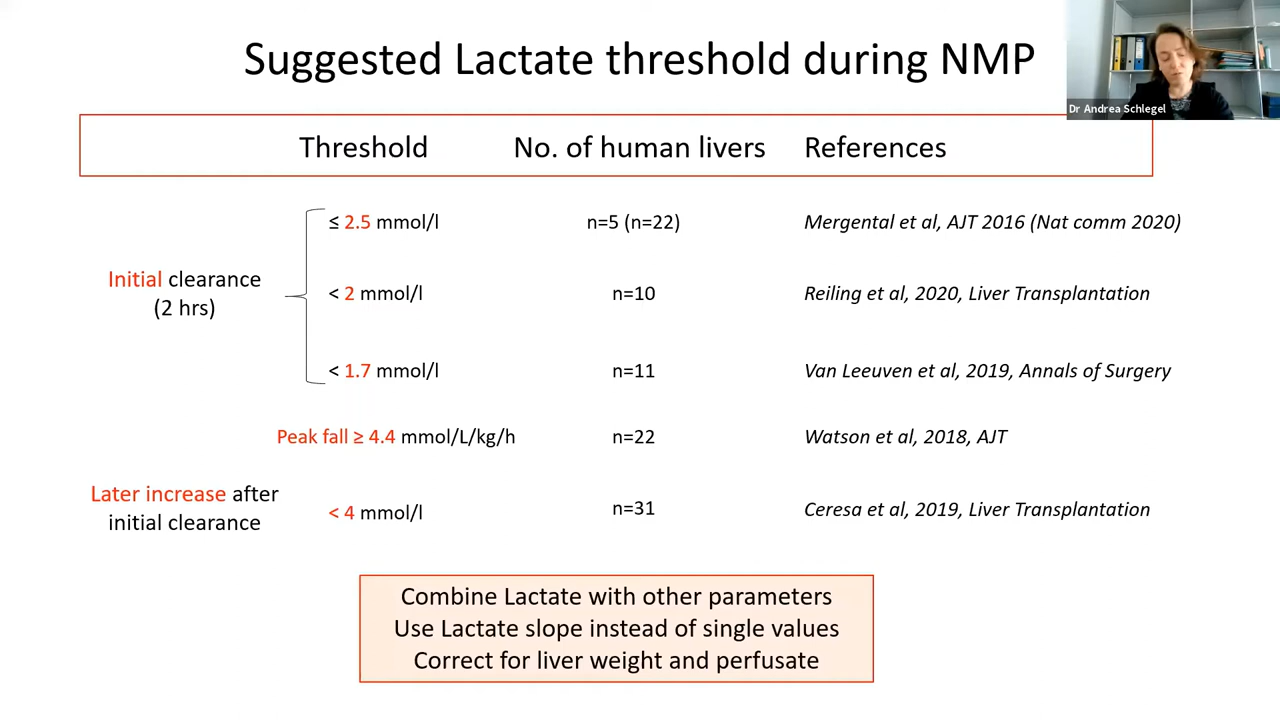 Suggested Lactate threshold during NMP
Dr Andrea Schlegel
Threshold No. of human livers References
≤ 2.5 mmol/l n=5 (n=22) Mergental et al, AJT 2016 (Nat comm 2020)
Initial clearance
(2 hrs)
< 2 mmol/l n=10 Reiling et al, 2020, Liver Transplantation
< 1.7 mmol/l n=11 Van Leeuven et al, 2019, Annals of Surgery
Peak fall ≥ 4.4 mmol/L/kg/h n=22 Watson et al, 2018, AJT
Later increase after
initial clearance
< 4 mmol/l n=31 Ceresa et al, 2019, Liver Transplantation
Combine Lactate with other parameters
Use Lactate slope instead of single values
Correct for liver weight and perfusate